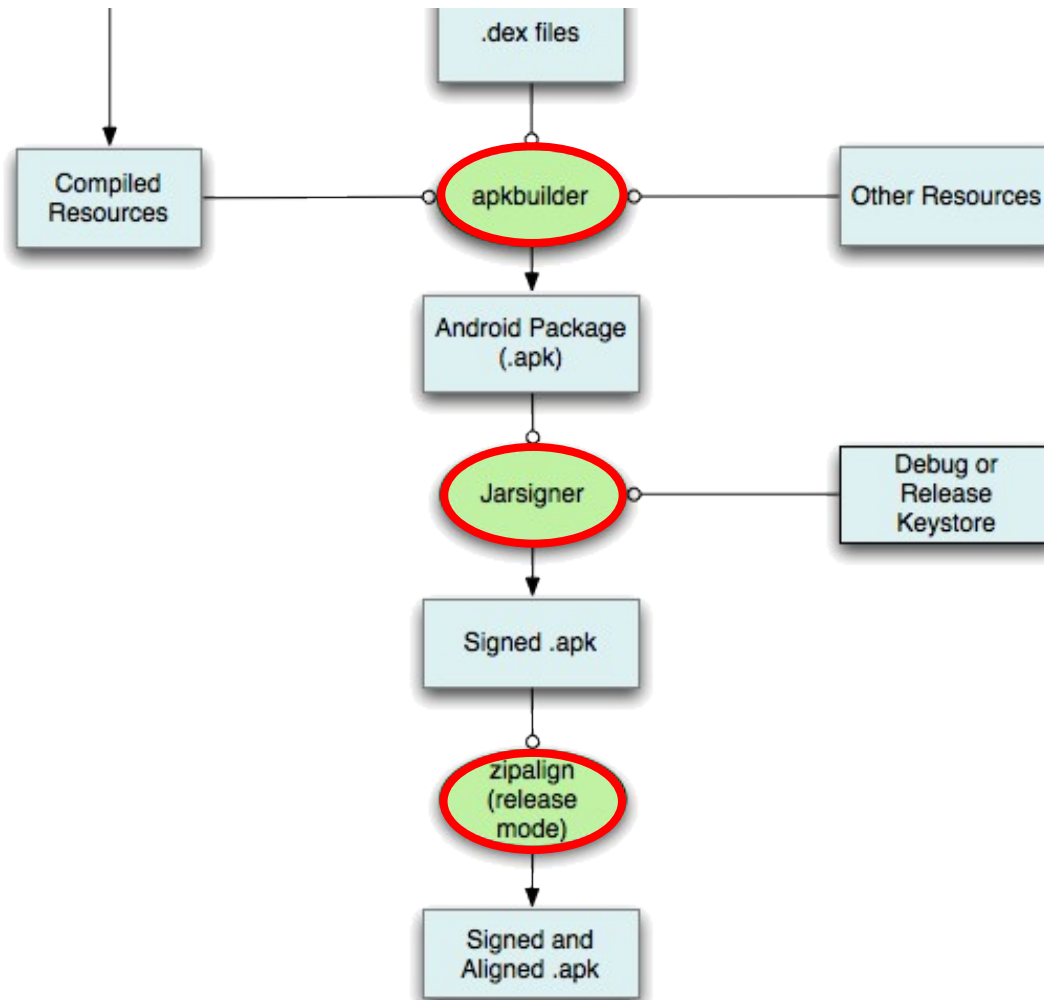 .dex files
Compiled
Resources
apkbuilder
Other Resources
Android Package
(.apk)
Jarsigner
Debug or
Release
Keystore
Signed .apk
zipalign
(release
mode)
Signed and
Aligned .apk